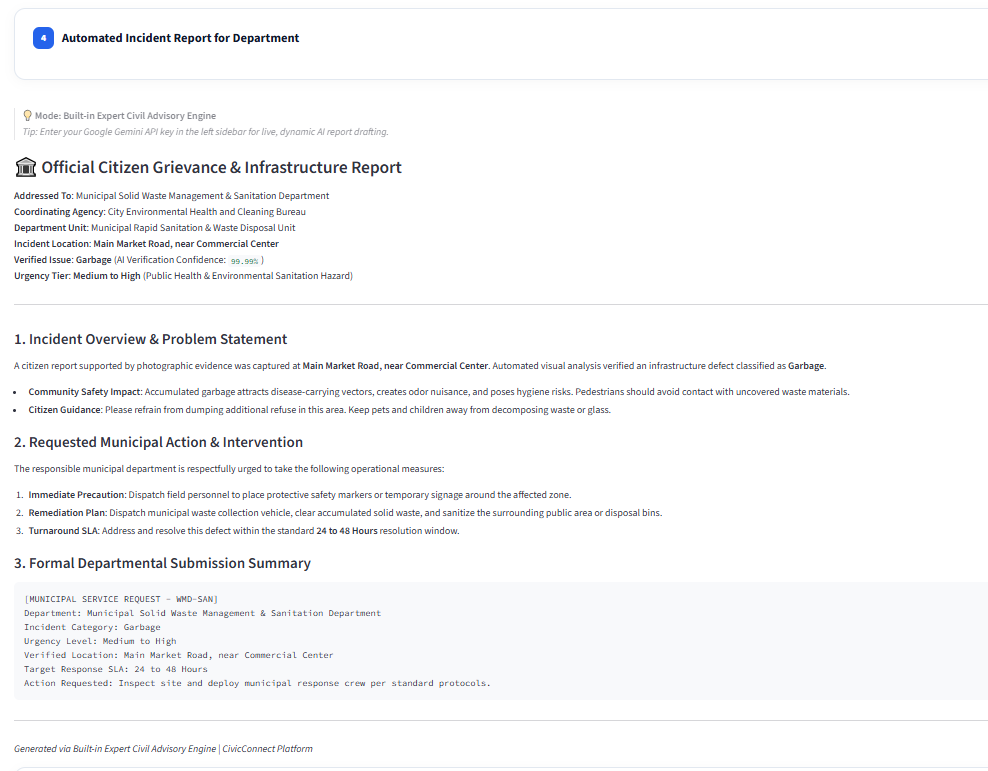 4 Automated Incident Report for Department
💡 Mode: Built-in Expert Civil Advisory Engine
Tip: Enter your Google Gemini API key in the left sidebar for live, dynamic AI report drafting.
🏛 Official Citizen Grievance & Infrastructure Report
Addressed To: Municipal Solid Waste Management & Sanitation Department
Coordinating Agency: City Environmental Health and Cleaning Bureau
Department Unit: Municipal Rapid Sanitation & Waste Disposal Unit
Incident Location: Main Market Road, near Commercial Center
Verified Issue: Garbage (AI Verification Confidence: 99.99% )
Urgency Tier: Medium to High (Public Health & Environmental Sanitation Hazard)
1. Incident Overview & Problem Statement
A citizen report supported by photographic evidence was captured at Main Market Road, near Commercial Center. Automated visual analysis verified an infrastructure defect classified as Garbage.
• Community Safety Impact: Accumulated garbage attracts disease-carrying vectors, creates odor nuisance, and poses hygiene risks. Pedestrians should avoid contact with uncovered waste materials.
• Citizen Guidance: Please refrain from dumping additional refuse in this area. Keep pets and children away from decomposing waste or glass.
2. Requested Municipal Action & Intervention
The responsible municipal department is respectfully urged to take the following operational measures:
1. Immediate Precaution: Dispatch field personnel to place protective safety markers or temporary signage around the affected zone.
2. Remediation Plan: Dispatch municipal waste collection vehicle, clear accumulated solid waste, and sanitize the surrounding public area or disposal bins.
3. Turnaround SLA: Address and resolve this defect within the standard 24 to 48 Hours resolution window.
3. Formal Departmental Submission Summary
[MUNICIPAL SERVICE REQUEST - WMD-SAN]
Department: Municipal Solid Waste Management & Sanitation Department
Incident Category: Garbage
Urgency Level: Medium to High
Verified Location: Main Market Road, near Commercial Center
Target Response SLA: 24 to 48 Hours
Action Requested: Inspect site and deploy municipal response crew per standard protocols.
Generated via Built-in Expert Civil Advisory Engine | CivicConnect Platform